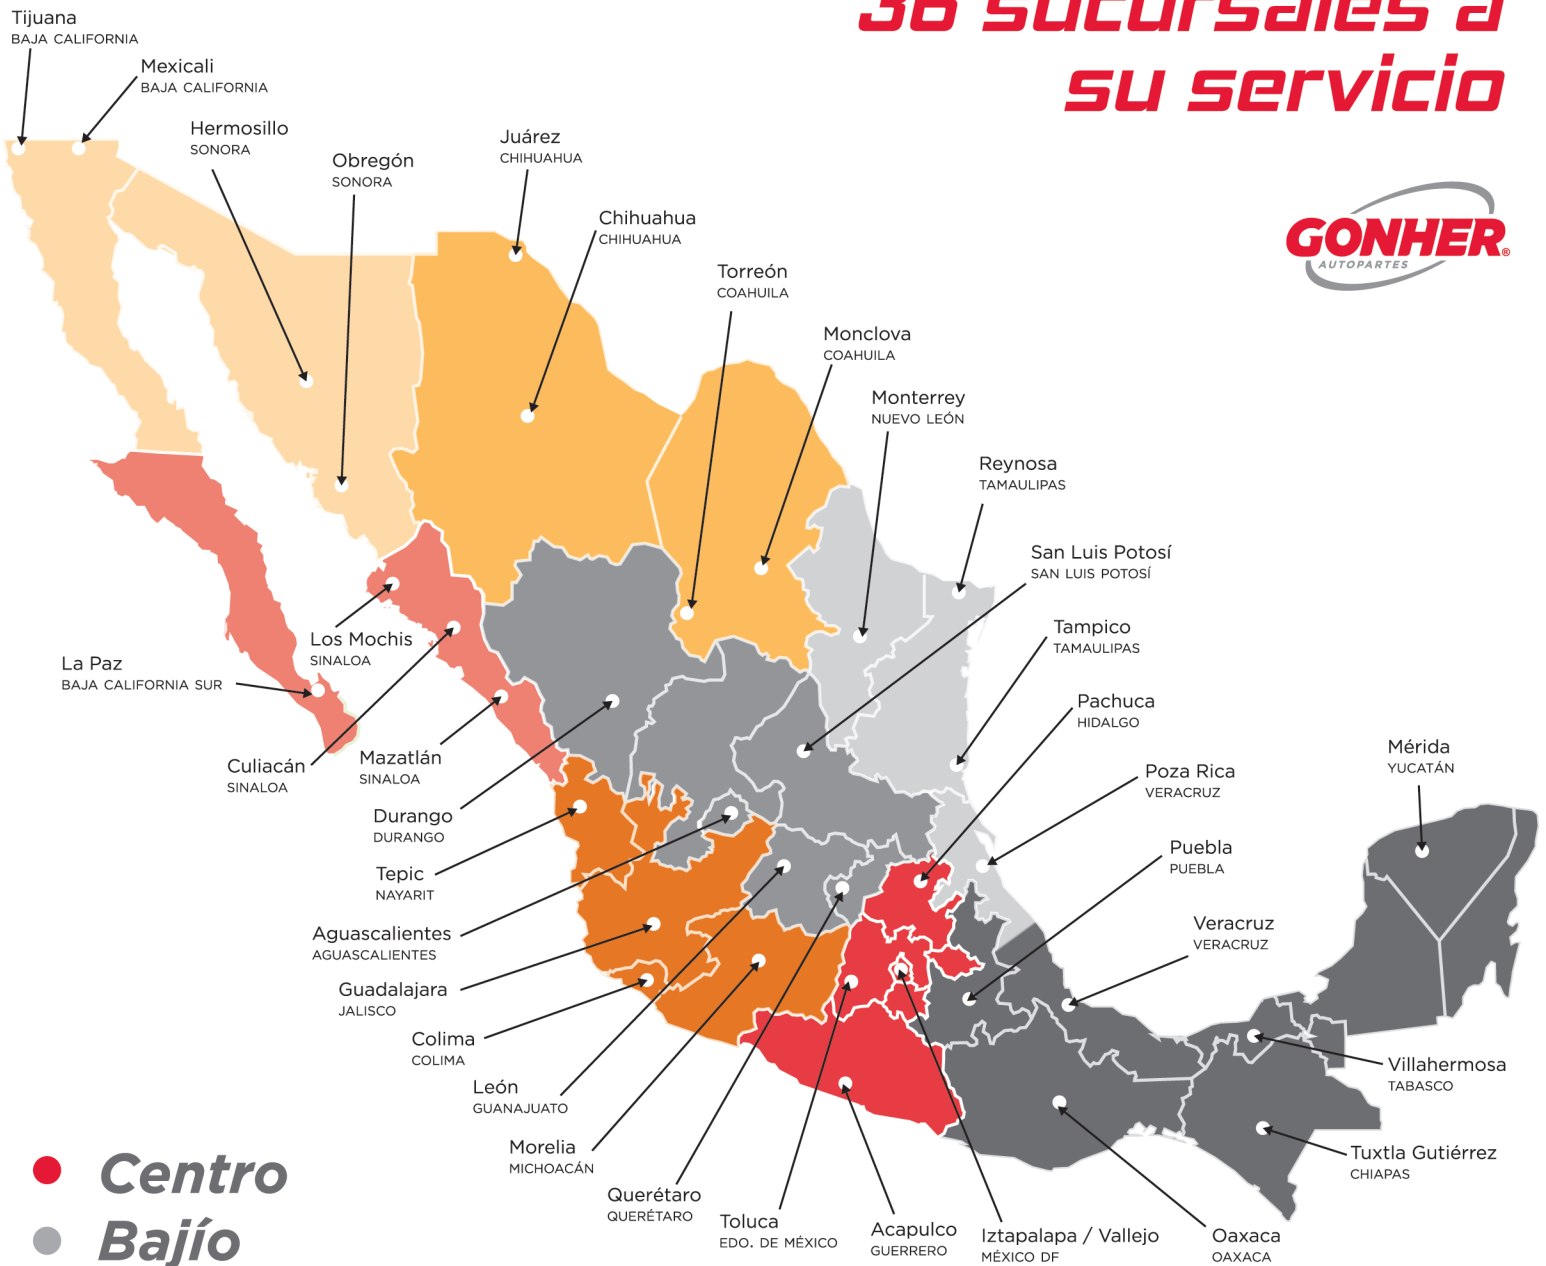 36 sucursales a
su servicio
Tijuana
BAJA CALIFORNIA
Mexicali
BAJA CALIFORNIA
Hermosillo
SONORA
Obregón
SONORA
Juárez
CHIHUAHUA
Chihuahua
CHIHUAHUA
GONHER®
AUTOPARTES
Torreón
COAHUILA
Monclova
COAHUILA
Monterrey
NUEVO LEÓN
Reynosa
TAMAULIPAS
San Luis Potosí
SAN LUIS POTOSÍ
Tampico
TAMAULIPAS
Los Mochis
SINALOA
La Paz
BAJA CALIFORNIA SUR
Pachuca
HIDALGO
Mérida
YUCATÁN
Culiacán
SINALOA
Mazatlán
SINALOA
Poza Rica
VERACRUZ
Durango
DURANGO
Puebla
PUEBLA
Tepic
NAYARIT
Aguascalientes
AGUASCALIENTES
Veracruz
VERACRUZ
Guadalajara
JALISCO
Colima
COLIMA
Villahermosa
TABASCO
León
GUANAJUATO
Morelia
MICHOACÁN
Tuxtla Gutiérrez
CHIAPAS
Querétaro
QUERÉTARO
Toluca
EDO. DE MÉXICO
Acapulco
GUERRERO
Iztapalapa / Vallejo
MÉXICO DF
Oaxaca
OAXACA
Centro
Bajío